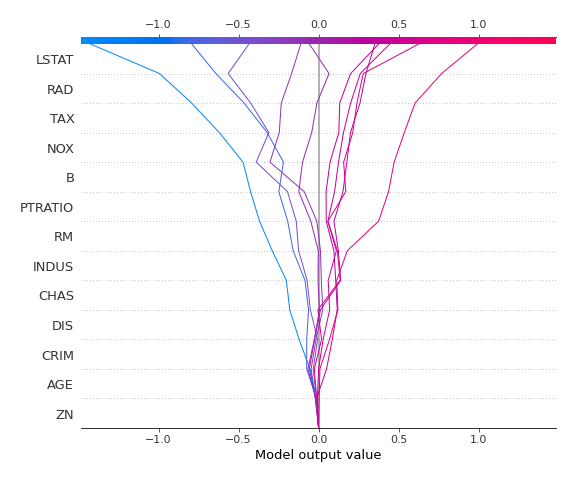 −1.0 −0.5 0.0 0.5 1.0
LSTAT
RAD
TAX
NOX
B
PTRATIO
RM
INDUS
CHAS
DIS
CRIM
AGE
ZN
−1.0 −0.5 0.0 0.5 1.0
Model output value